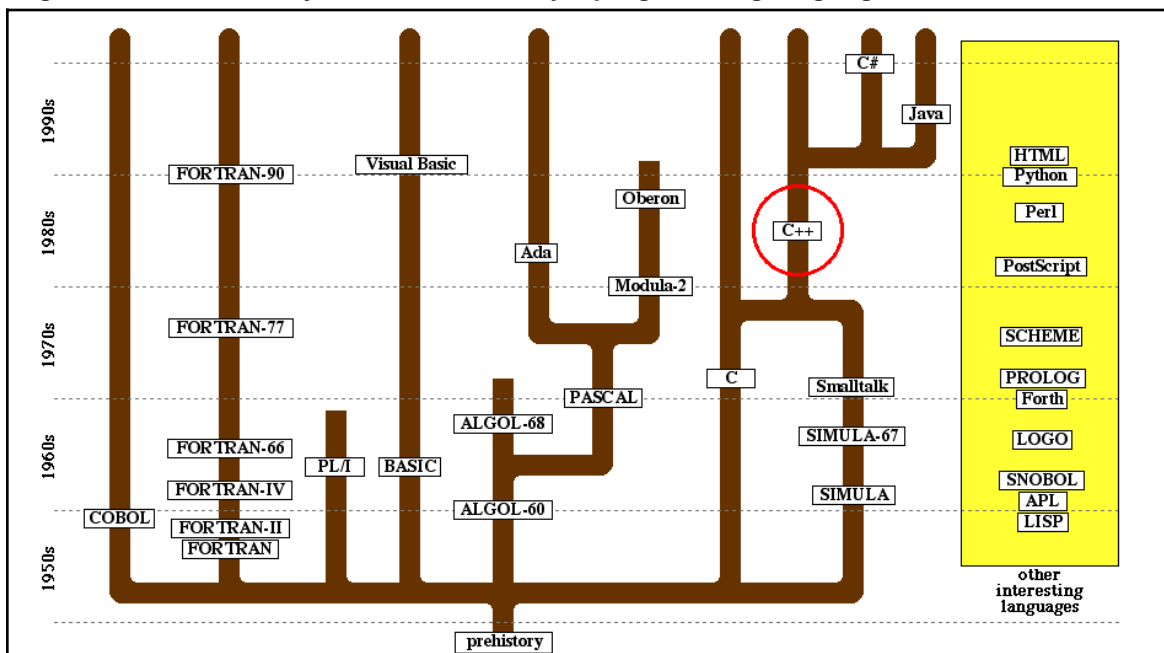 C#
1990s
Java
Visual Basic
HTML
FORTRAN-90
Python
Oberon
Perl
1980s
C++
Ada
PostScript
Modula-2
FORTRAN-77
SCHEME
1970s
C
PROLOG
Smalltalk
PASCAL
Forth
ALGOL-68
SIMULA-67
LOGO
FORTRAN-66
1960s
PL/I
BASIC
SNOBOL
FORTRAN-IV
SIMULA
APL
ALGOL-60
COBOL
LISP
FORTRAN-II
FORTRAN
1950s
other
interesting
languages
prehistory